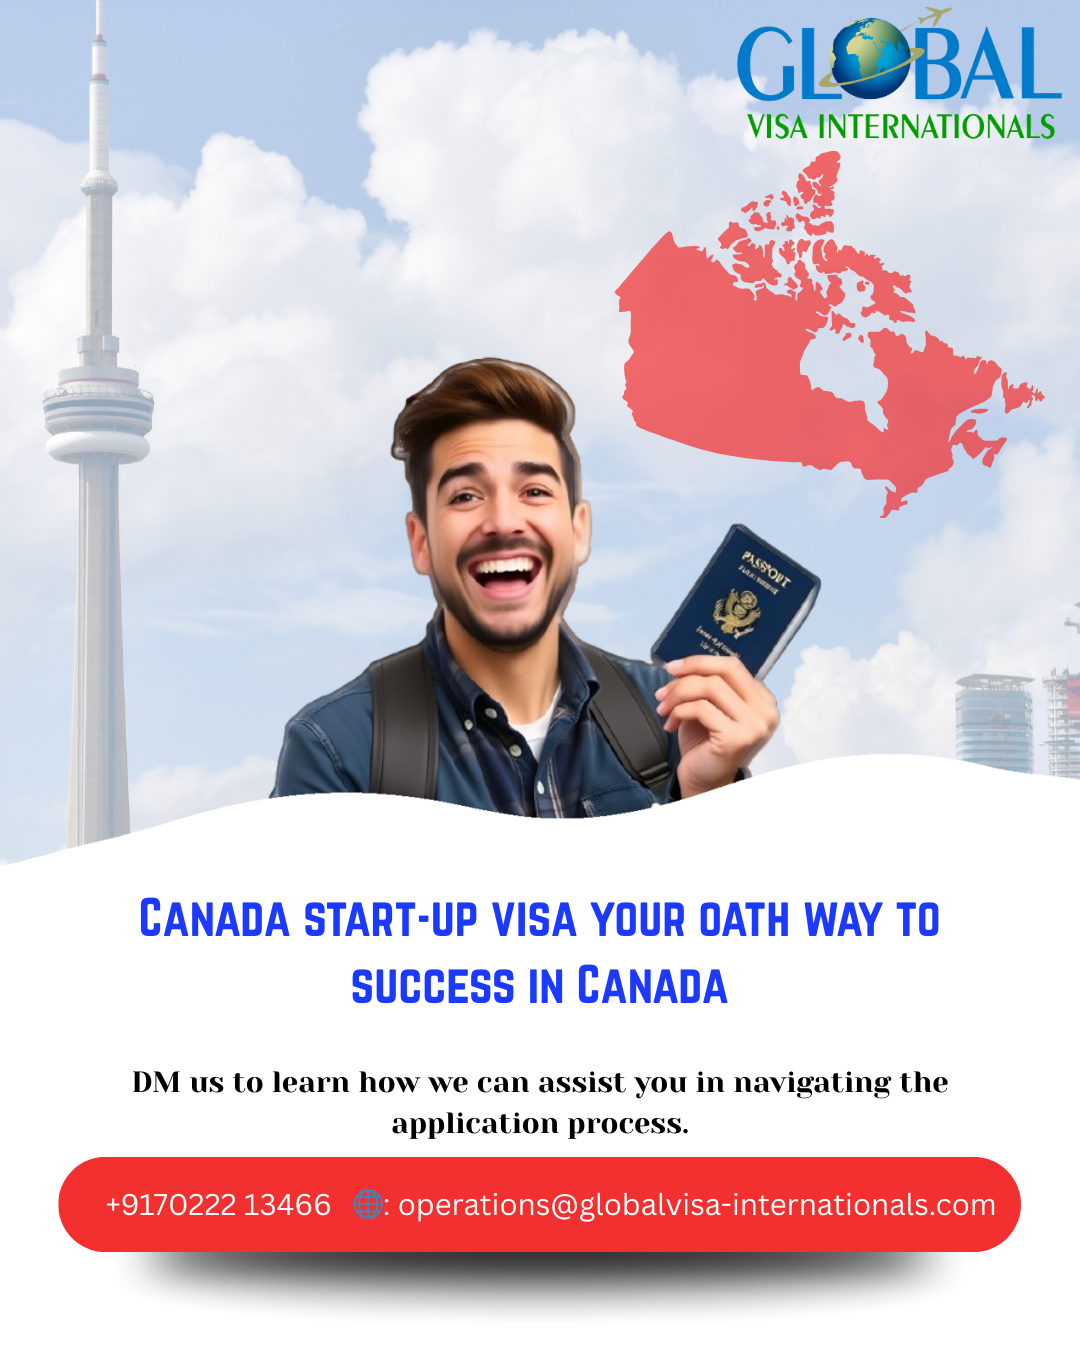 GLOBAL
VISA INTERNATIONALS
PASSPORT
Canada start-up visa your oath way to
success in Canada
DM us to learn how we can assist you in navigating the
application process.
+9170222 13466 : operations@globalvisa-internationals.com